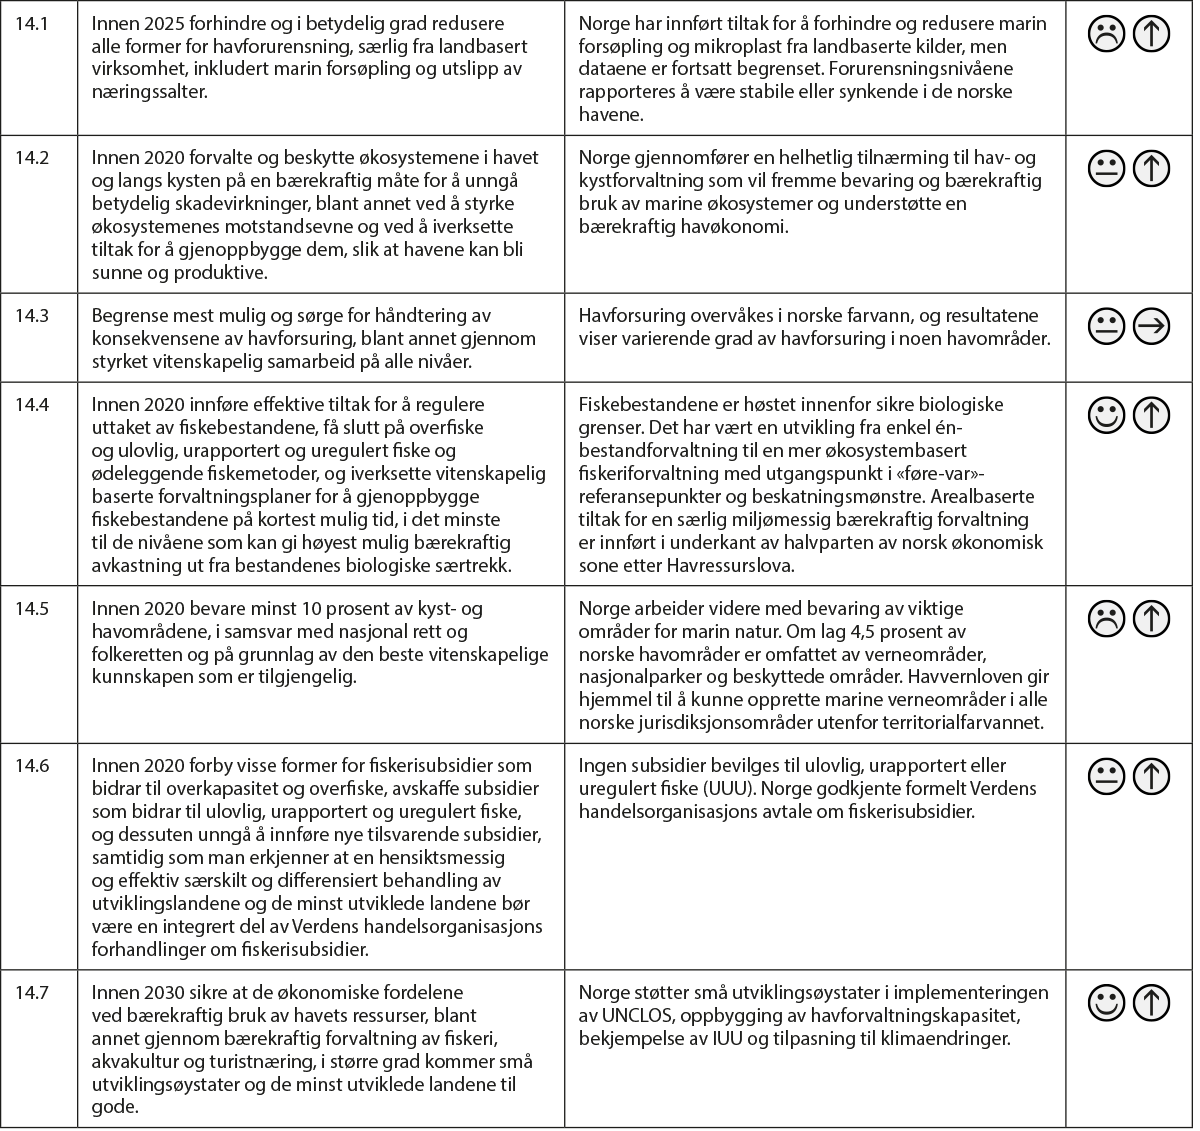 14.1
Innen 2025 forhindre og i betydelig grad redusere
alle former for havforurensning, særlig fra landbasert
virksomhet, inkludert marin forsøpling og utslipp av
næringssalter.
Norge har innført tiltak for å forhindre og redusere marin
forsøpling og mikroplast fra landbaserte kilder, men
dataene er fortsatt begrenset. Forurensningsnivåene
rapporteres å være stabile eller synkende i de norske
havene.
14.2
Innen 2020 forvalte og beskytte økosystemene i havet
og langs kysten på en bærekraftig måte for å unngå
betydelig skadevirkninger, blant annet ved å styrke
økosystemenes motstandsevne og ved å iverksette
tiltak for å gjenoppbygge dem, slik at havene kan bli
sunne og produktive.
Norge gjennomfører en helhetlig tilnærming til hav- og
kystforvaltning som vil fremme bevaring og bærekraftig
bruk av marine økosystemer og understøtte en
bærekraftig havøkonomi.
14.3
Begrense mest mulig og sørge for håndtering av
konsekvensene av havforsuring, blant annet gjennom
styrket vitenskapelig samarbeid på alle nivåer.
Havforsuring overvåkes i norske farvann, og resultatene
viser varierende grad av havforsuring i noen havområder.
14.4
Innen 2020 innføre effektive tiltak for å regulere
uttaket av fiskebestandene, få slutt på overfiske
og ulovlig, urapportert og uregulert fiske og
ødeleggende fiskemetoder, og iverksette vitenskapelig
baserte forvaltningsplaner for å gjenoppbygge
fiskebestandene på kortest mulig tid, i det minste
til de nivåene som kan gi høyest mulig bærekraftig
avkastning ut fra bestandenes biologiske særtrekk.
Fiskebestandene er høstet innenfor sikre biologiske
grenser. Det har vært en utvikling fra enkel én-
bestandforvaltning til en mer økosystembasert
fiskeriforvaltning med utgangspunkt i «føre-var»-
referansepunkter og beskatningsmønstre. Arealbaserte
tiltak for en særlig miljømessig bærekraftig forvaltning
er innført i underkant av halvparten av norsk økonomisk
sone etter Havressurslova.
14.5
Innen 2020 bevare minst 10 prosent av kyst- og
havområdene, i samsvar med nasjonal rett og
folkeretten og på grunnlag av den beste vitenskapelige
kunnskapen som er tilgjengelig.
Norge arbeider videre med bevaring av viktige
områder for marin natur. Om lag 4,5 prosent av
norske havområder er omfattet av verneområder,
nasjonalparker og beskyttede områder. Havvernloven gir
hjemmel til å kunne opprette marine verneområder i alle
norske jurisdiksjonsområder utenfor territorialfarvannet.
14.6
Innen 2020 forby visse former for fiskerisubsidier som
bidrar til overkapasitet og overfiske, avskaffe subsidier
som bidrar til ulovlig, urapportert og uregulert fiske,
og dessuten unngå å innføre nye tilsvarende subsidier,
samtidig som man erkjenner at en hensiktsmessig
og effektiv særskilt og differensiert behandling av
utviklingslandene og de minst utviklede landene bør
være en integrert del av Verdens handelsorganisasjons
forhandlinger om fiskerisubsidier.
Ingen subsidier bevilges til ulovlig, urapportert eller
uregulert fiske (UUU). Norge godkjente formelt Verdens
handelsorganisasjons avtale om fiskerisubsidier.
14.7
Innen 2030 sikre at de økonomiske fordelene
ved bærekraftig bruk av havets ressurser, blant
annet gjennom bærekraftig forvaltning av fiskeri,
akvakultur og turistnæring, i større grad kommer små
utviklingsøystater og de minst utviklede landene til
gode.
Norge støtter små utviklingsøystater i implementeringen
av UNCLOS, oppbygging av havforvaltningskapasitet,
bekjempelse av IUU og tilpasning til klimaendringer.